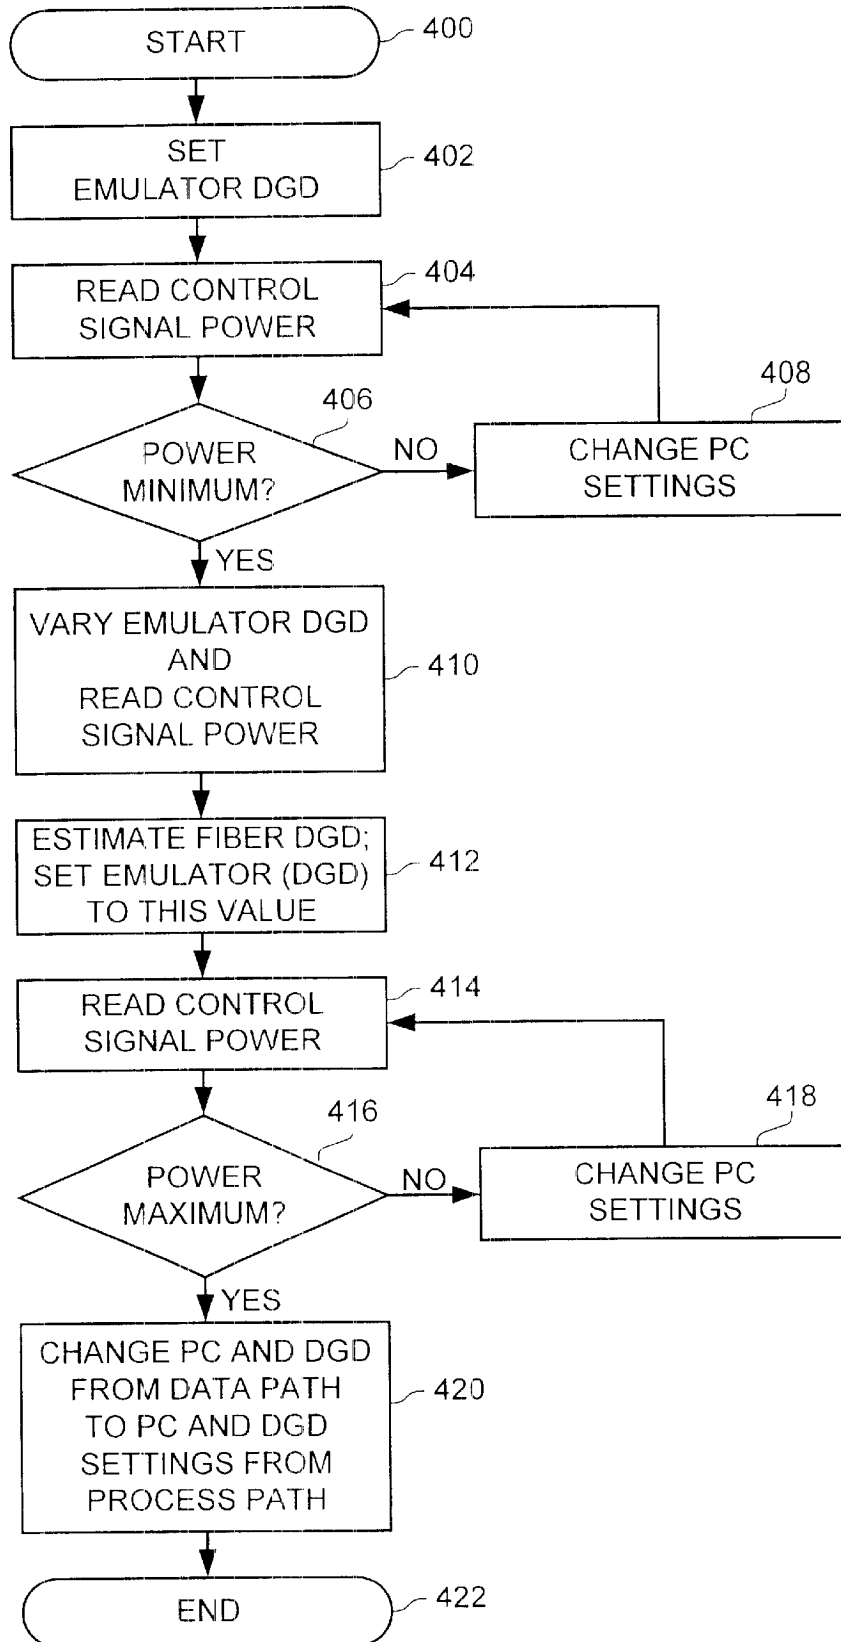 START
400
SET
EMULATOR DGD
402
READ CONTROL
SIGNAL POWER
404
POWER
MINIMUM?
406
NO
CHANGE PC
SETTINGS
408
YES
VARY EMULATOR DGD
AND
READ CONTROL
SIGNAL POWER
410
ESTIMATE FIBER DGD;
SET EMULATOR (DGD)
TO THIS VALUE
412
READ CONTROL
SIGNAL POWER
414
POWER
MAXIMUM?
416
NO
CHANGE PC
SETTINGS
418
YES
CHANGE PC AND DGD
FROM DATA PATH
TO PC AND DGD
SETTINGS FROM
PROCESS PATH
420
END
422